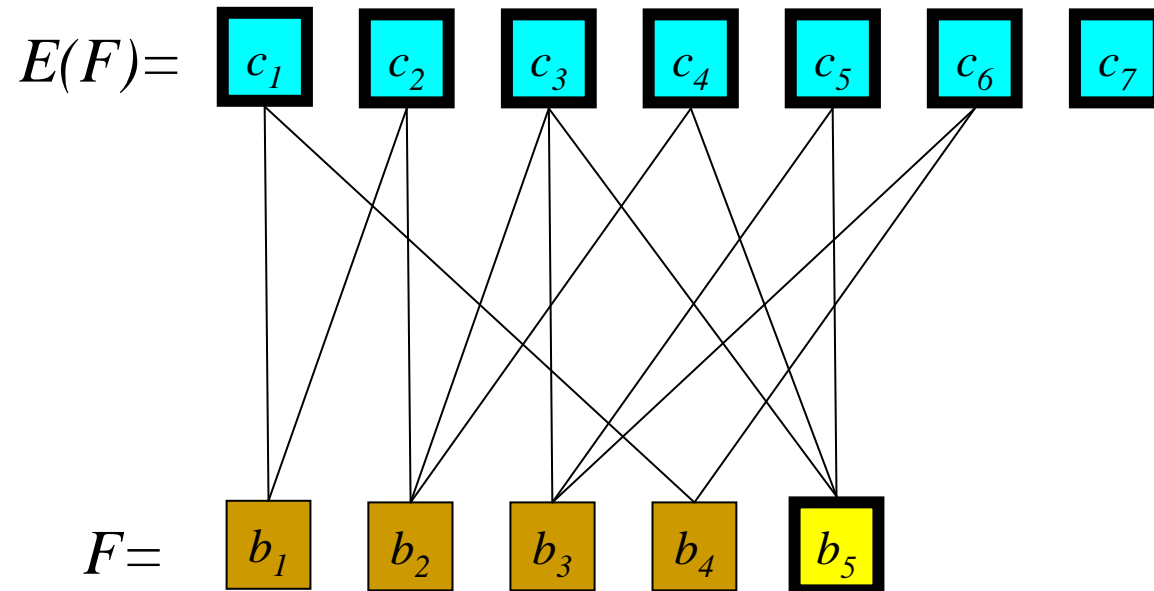 E(F)= c₁ c₂ c₃ c₄ c₅ c₆ c₇
F= b₁ b₂ b₃ b₄ b₅